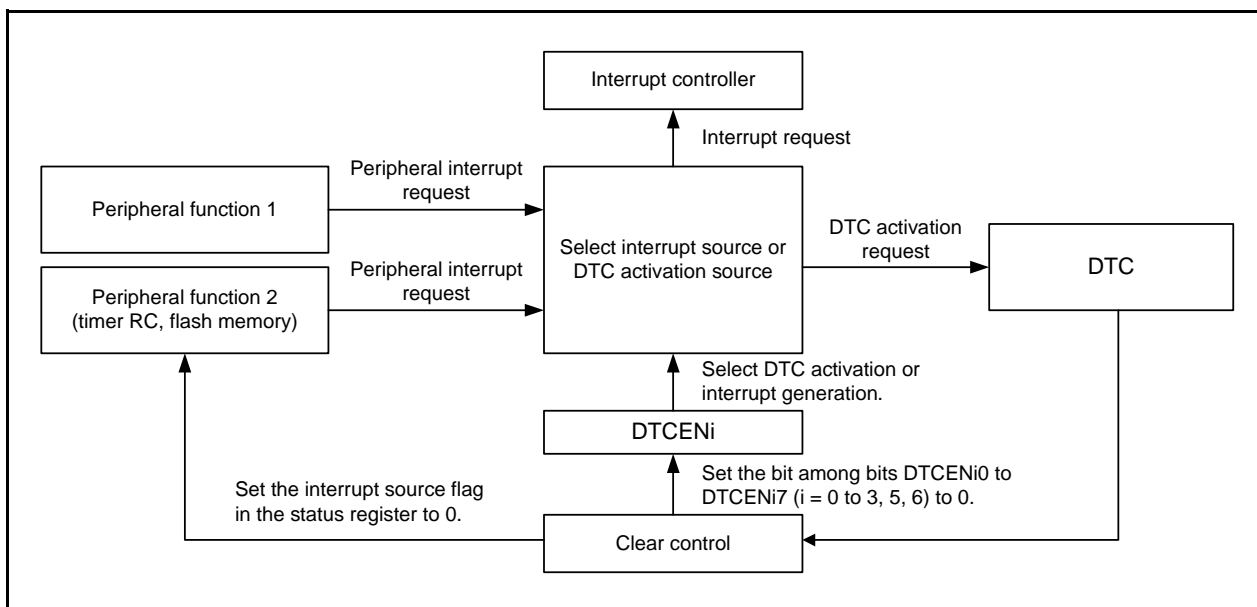 Interrupt controller
Interrupt request
Peripheral interrupt
request
Peripheral function 1
Select interrupt source or
DTC activation source
DTC activation
request
DTC
Peripheral interrupt
request
Peripheral function 2
(timer RC, flash memory)
Select DTC activation or
interrupt generation.
DTCENi
Set the interrupt source flag
in the status register to 0.
Set the bit among bits DTCENi0 to
DTCENi7 (i = 0 to 3, 5, 6) to 0.
Clear control